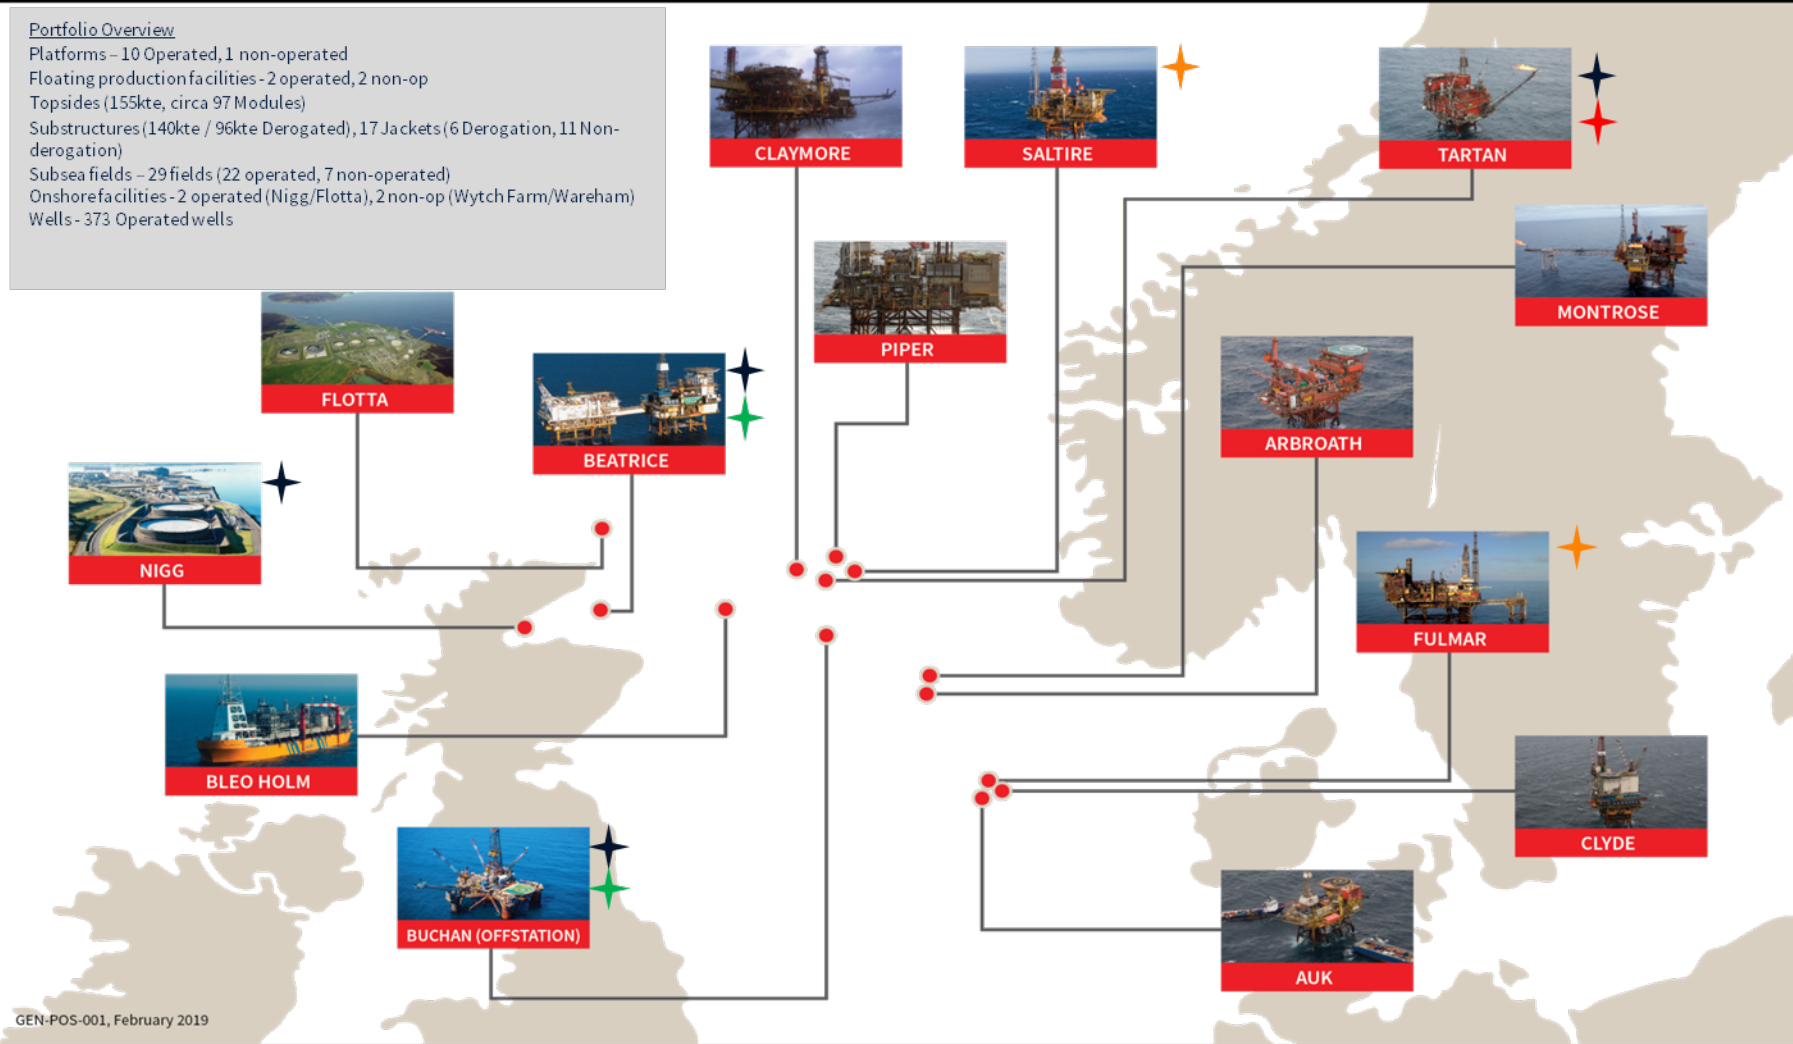 Portfolio Overview
Platforms – 10 Operated, 1 non-operated
Floating production facilities - 2 operated, 2 non-op
Topsides (155kte, circa 97 Modules)
Substructures (140kte / 96kte Derogated), 17 Jackets (6 Derogation, 11 Non-
derogation)
Subsea fields – 29 fields (22 operated, 7 non-operated)
Onshore facilities - 2 operated (Nigg/Flotta), 2 non-op (Wytch Farm/Wareham)
Wells - 373 Operated wells
CLAYMORE
SALTIRE
TARTAN
MONTROSE
PIPER
FLOTTA
ARBROATH
BEATRICE
NIGG
FULMAR
BLEO HOLM
CLYDE
BUCHAN (OFFSTATION)
AUK
GEN-POS-001, February 2019